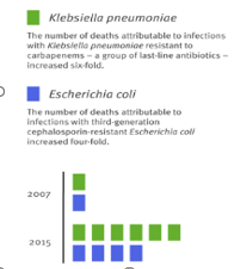 Klebsiella pneumoniae
The number of deaths attributable to infections
with Klebsiella pneumoniae resistant to
carbapenems – a group of last-line antibiotics –
increased six-fold.
Escherichia coli
The number of deaths attributable to
infections with third-generation
cephalosporin-resistant Escherichia coli
increased four-fold.
2007
2015